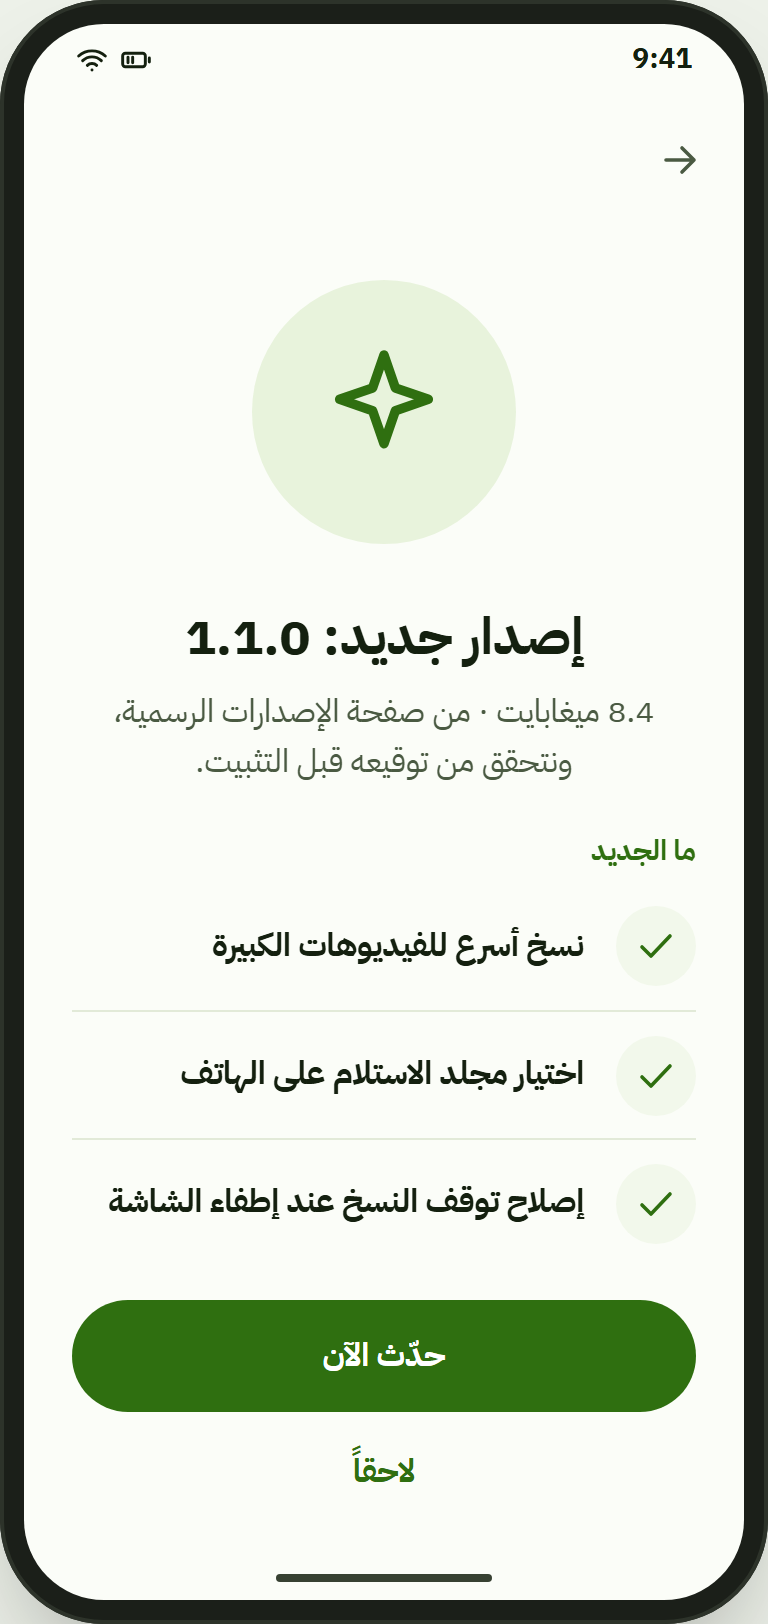 9:41
إصدار جديد: 1.1.0
8.4 ميغابايت · من صفحة الإصدارات الرسمية،
ونتحقق من توقيعه قبل التثبيت.
ما الجديد
نسخ أسرع للفيديوهات الكبيرة
اختيار مجلد الاستلام على الهاتف
إصلاح توقف النسخ عند إطفاء الشاشة
حدّث الآن
لاحقاً